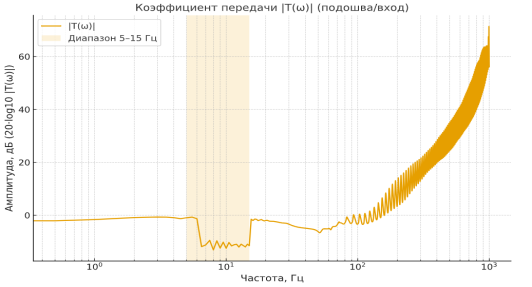 Коэффициент передачи |T(ω)| (подошва/вход)
|T(ω)|
Диапазон 5–15 Гц
Амплитуда, дБ (20·log10 |T(ω)|)
60
40
20
0
10⁰
10¹
10²
10³
Частота, Гц